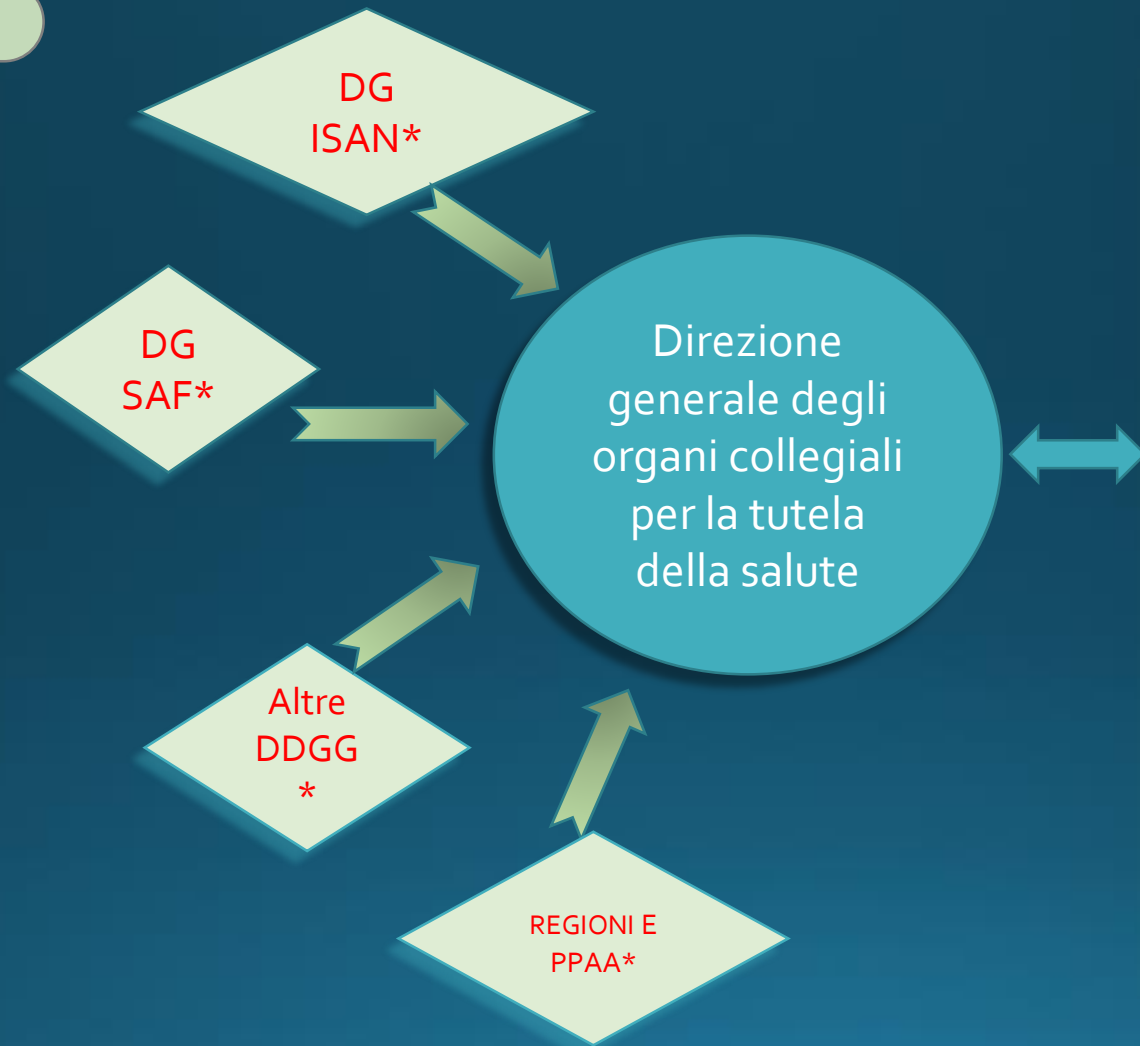 DG
ISAN*
DG
SAF*
Direzione
generale degli
organi collegiali
per la tutela
della salute
Altre
DDGG
*
REGIONI E
PPAA*